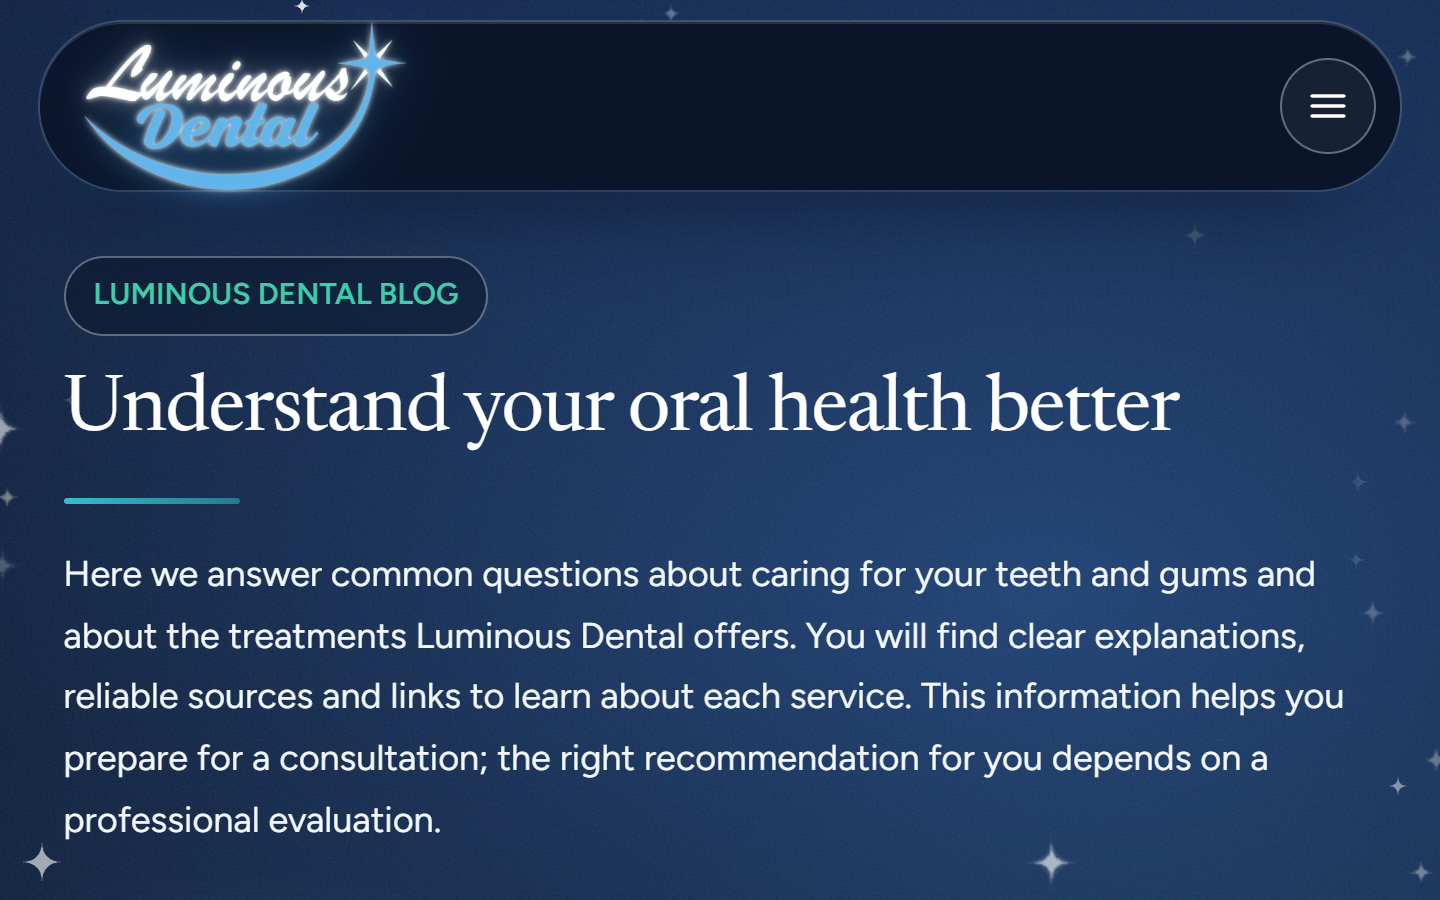 Luminous
Dental
LUMINOUS DENTAL BLOG
Understand your oral health better
Here we answer common questions about caring for your teeth and gums and
about the treatments Luminous Dental offers. You will find clear explanations,
reliable sources and links to learn about each service. This information helps you
prepare for a consultation; the right recommendation for you depends on a
professional evaluation.